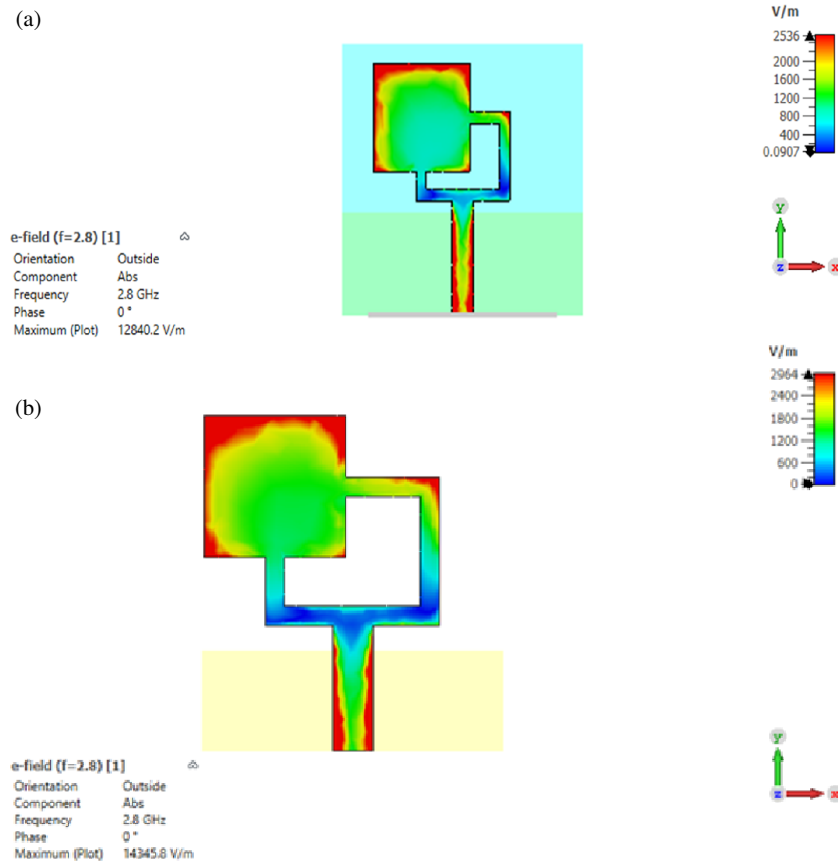 (a)
V/m
2536
2000
1600
1200
800
400
0.0907
y
z
x
e-field (f=2.8) [1]
Orientation Outside
Component Abs
Frequency 2.8 GHz
Phase 0 °
Maximum (Plot) 12840.2 V/m
(b)
V/m
2964
2400
1800
1200
600
0
y
z
x
e-field (f=2.8) [1]
Orientation Outside
Component Abs
Frequency 2.8 GHz
Phase 0 °
Maximum (Plot) 14345.8 V/m